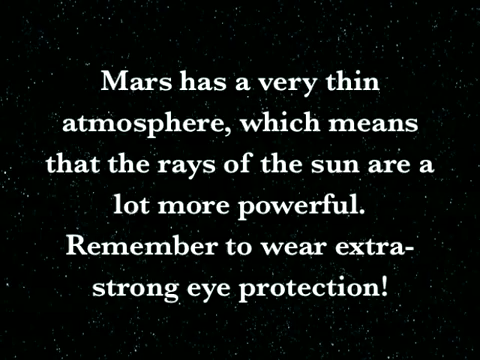 Mars has a very thin
atmosphere, which means
that the rays of the sun are a
lot more powerful.
Remember to wear extra-
strong eye protection!